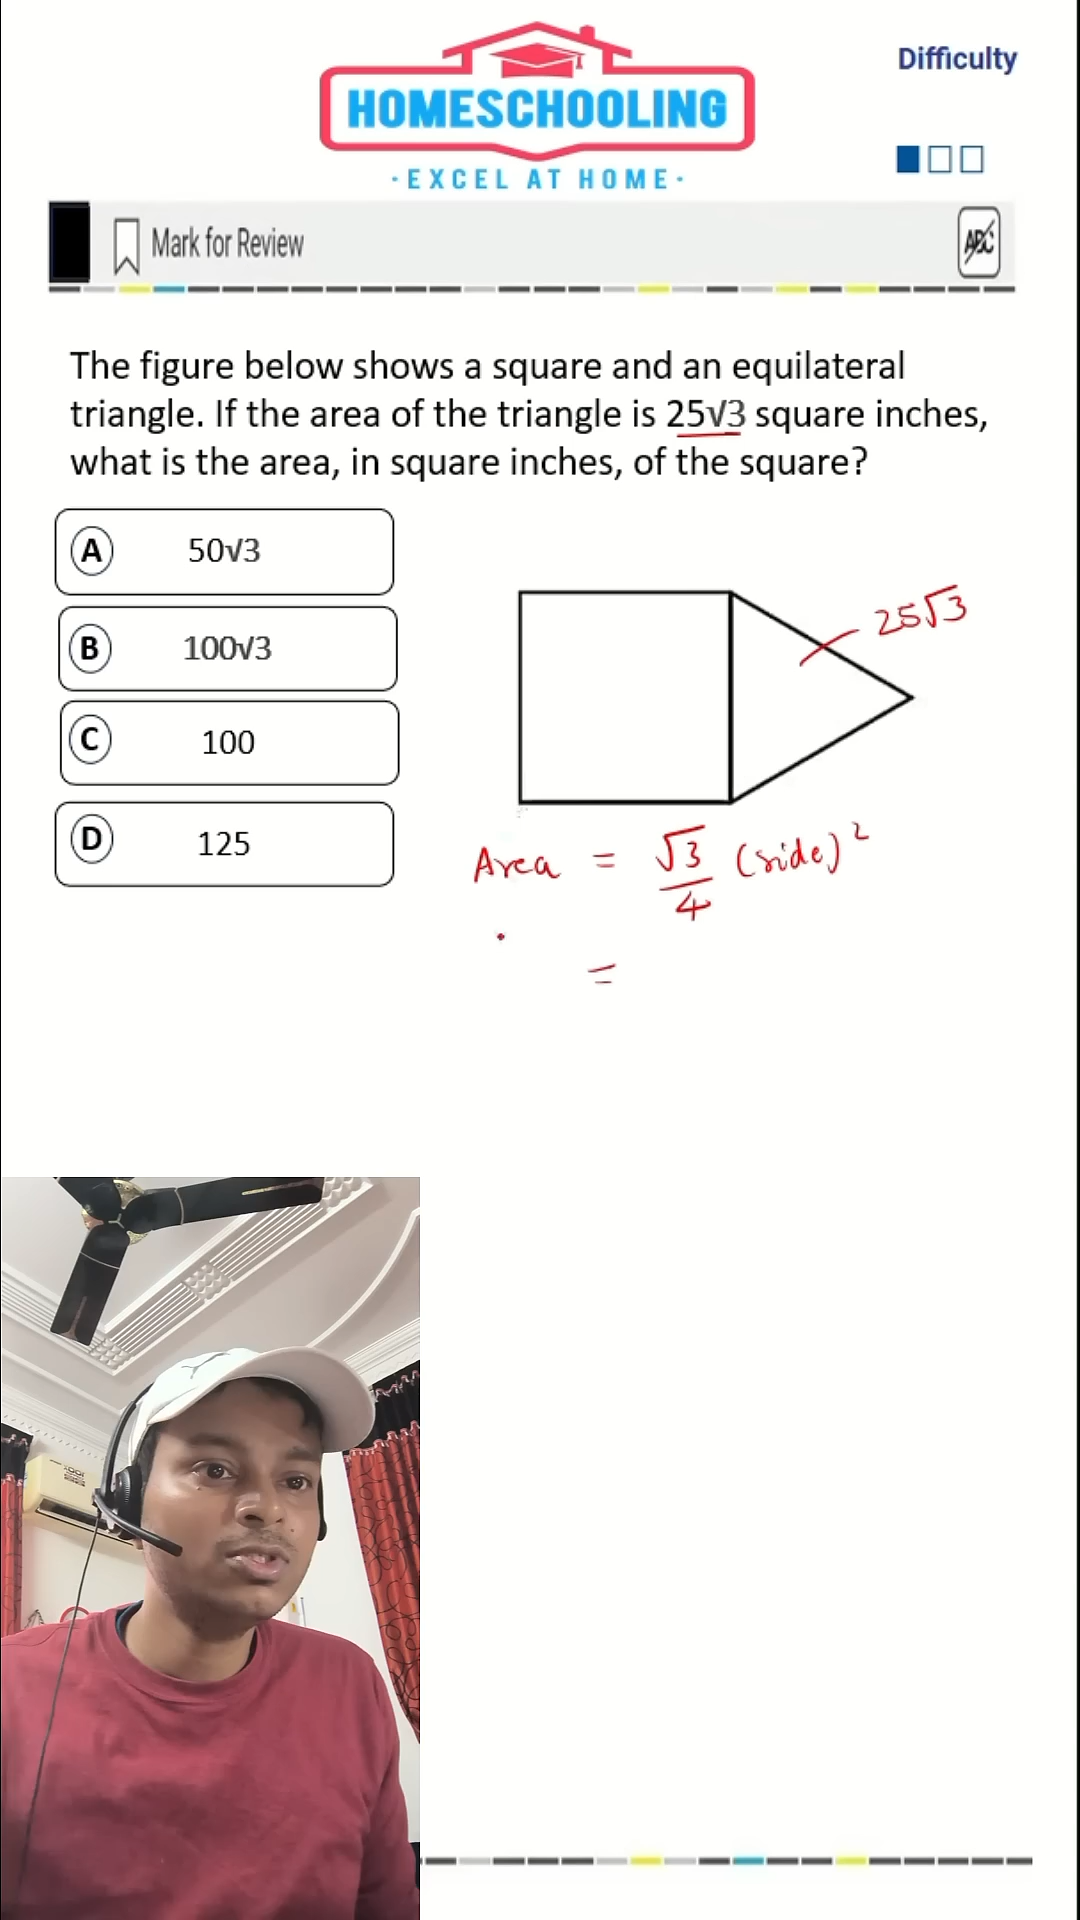 HOMESCHOOLING
·EXCEL AT HOME·
Difficulty
Mark for Review
ABC
The figure below shows a square and an equilateral
triangle. If the area of the triangle is 25√3 square inches,
what is the area, in square inches, of the square?
A 50√3
B 100√3
C 100
D 125
25√3
Area = √3/4 (side)²
=